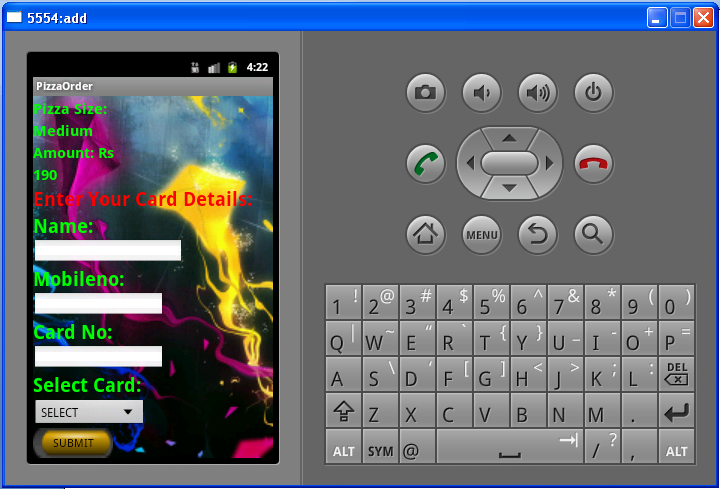 5554:add
4:22
PizzaOrder
Pizza Size:
Medium
Amount: Rs
190
Enter Your Card Details:
Name:
Mobileno:
Card No:
Select Card:
SELECT
SUBMIT
MENU
1 ! 2 @ 3 # 4 $ 5 % 6 ^ 7 & 8 * 9 ( 0 )
Q | W ~ E “ R ` T { Y } U _ I - O + P =
A S \ D ' F [ G ] H < J > K ; L : DEL
Z X C V B N M .
ALT SYM @ / ? , ALT